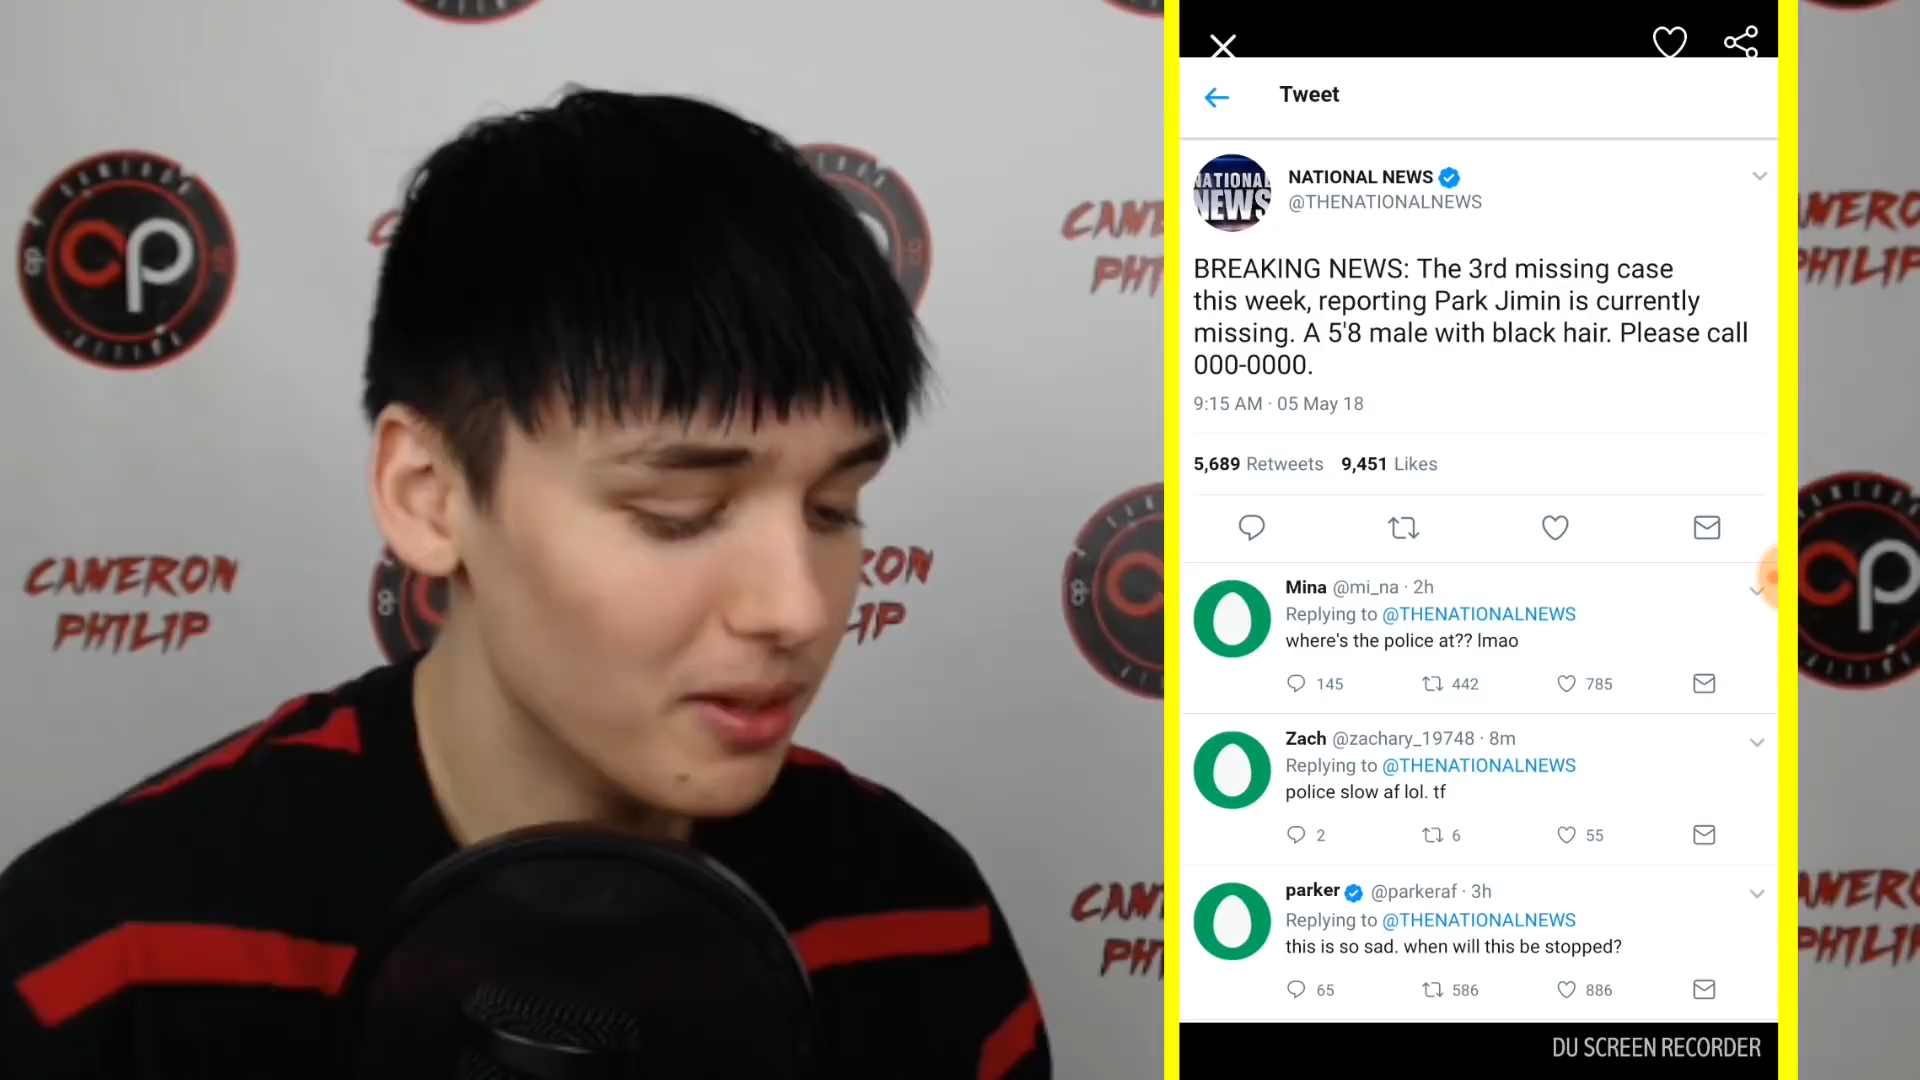 CAMERON
PHILIP
Tweet
NATIONAL NEWS
@THENATIONALNEWS
NATIONAL
NEWS
BREAKING NEWS: The 3rd missing case
this week, reporting Park Jimin is currently
missing. A 5'8 male with black hair. Please call
000-0000.
9:15 AM · 05 May 18
5,689 Retweets 9,451 Likes
Mina @mi_na · 2h
Replying to @THENATIONALNEWS
where's the police at?? lmao
145 442 785
Zach @zachary_19748 · 8m
Replying to @THENATIONALNEWS
police slow af lol. tf
2 6 55
parker @parkeraf · 3h
Replying to @THENATIONALNEWS
this is so sad. when will this be stopped?
65 586 886
DU SCREEN RECORDER